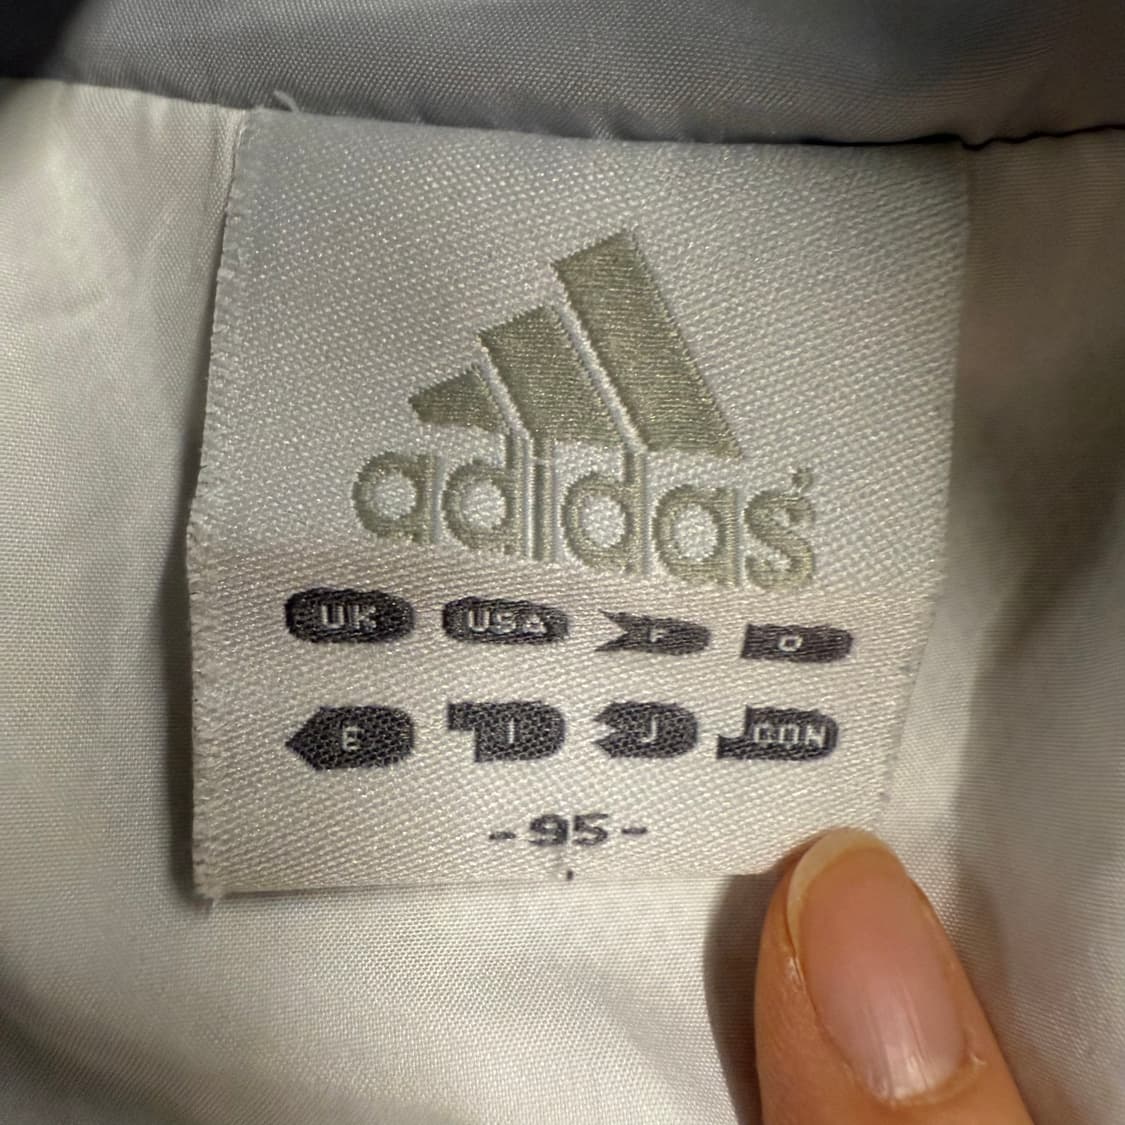 adidas®
UK USA F D
E I J CDN
-95-